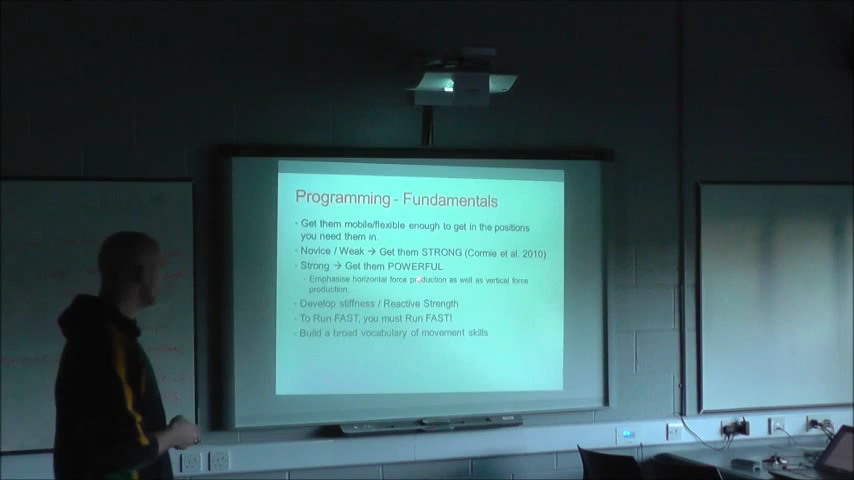 Programming - Fundamentals
• Get them mobile/flexible enough to get in the positions
you need them in.
• Novice / Weak → Get them STRONG (Cormie et al. 2010)
• Strong → Get them POWERFUL
• Emphasise horizontal force production as well as vertical force
production.
• Develop stiffness / Reactive Strength
• To Run FAST, you must Run FAST!
• Build a broad vocabulary of movement skills